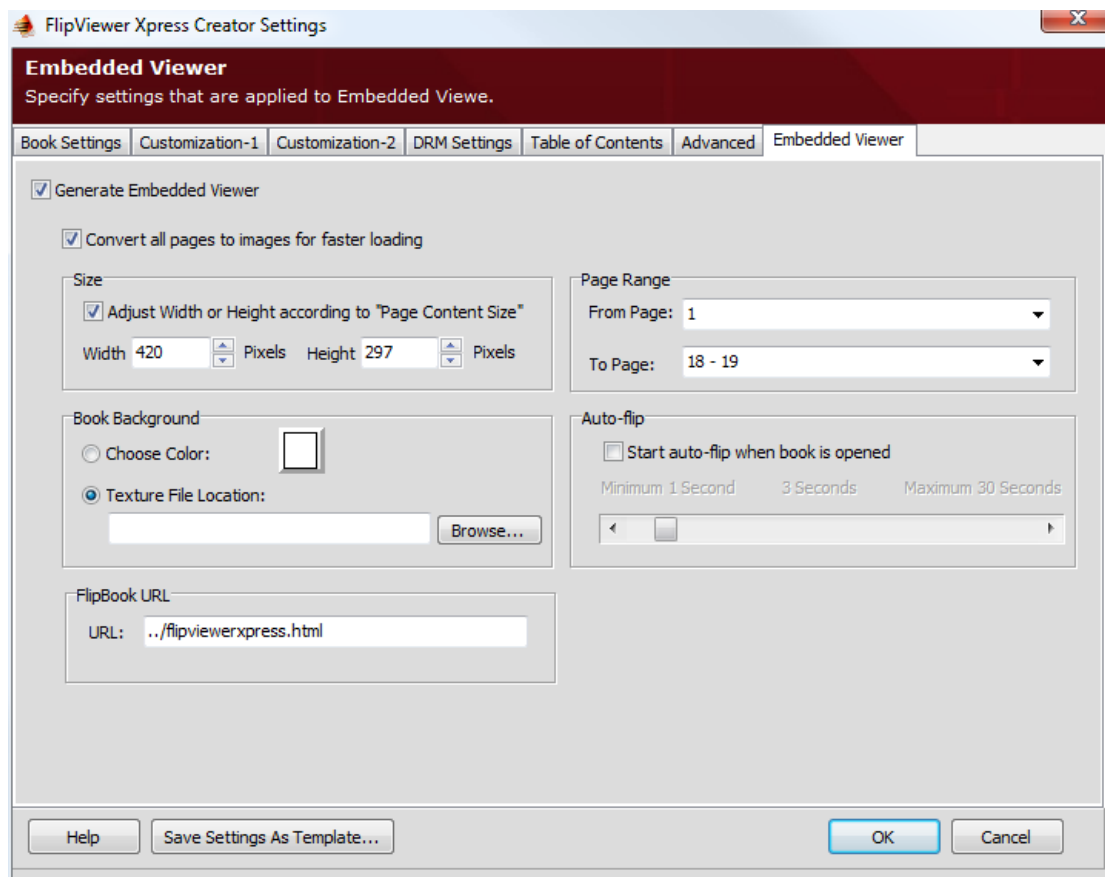 FlipViewer Xpress Creator Settings
Embedded Viewer
Specify settings that are applied to Embedded Viewe.
Book Settings Customization-1 Customization-2 DRM Settings Table of Contents Advanced Embedded Viewer
Generate Embedded Viewer
Convert all pages to images for faster loading
Size
Adjust Width or Height according to "Page Content Size"
Width 420 Pixels Height 297 Pixels
Page Range
From Page: 1
To Page: 18 - 19
Book Background
Choose Color:
Texture File Location:
Browse...
Auto-flip
Start auto-flip when book is opened
Minimum 1 Second 3 Seconds Maximum 30 Seconds
FlipBook URL
URL: ../flipviewerxpress.html
Help Save Settings As Template... OK Cancel